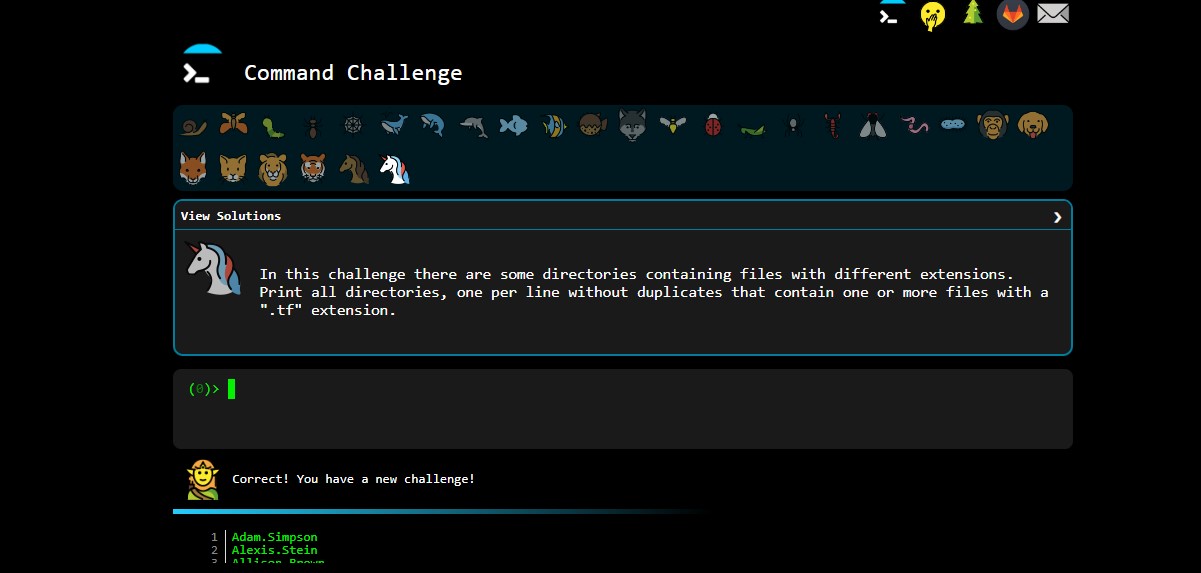 Command Challenge
View Solutions
In this challenge there are some directories containing files with different extensions.
Print all directories, one per line without duplicates that contain one or more files with a
".tf" extension.
(0)>
Correct! You have a new challenge!
1 Adam.Simpson
2 Alexis.Stein
3 Allison.Brown